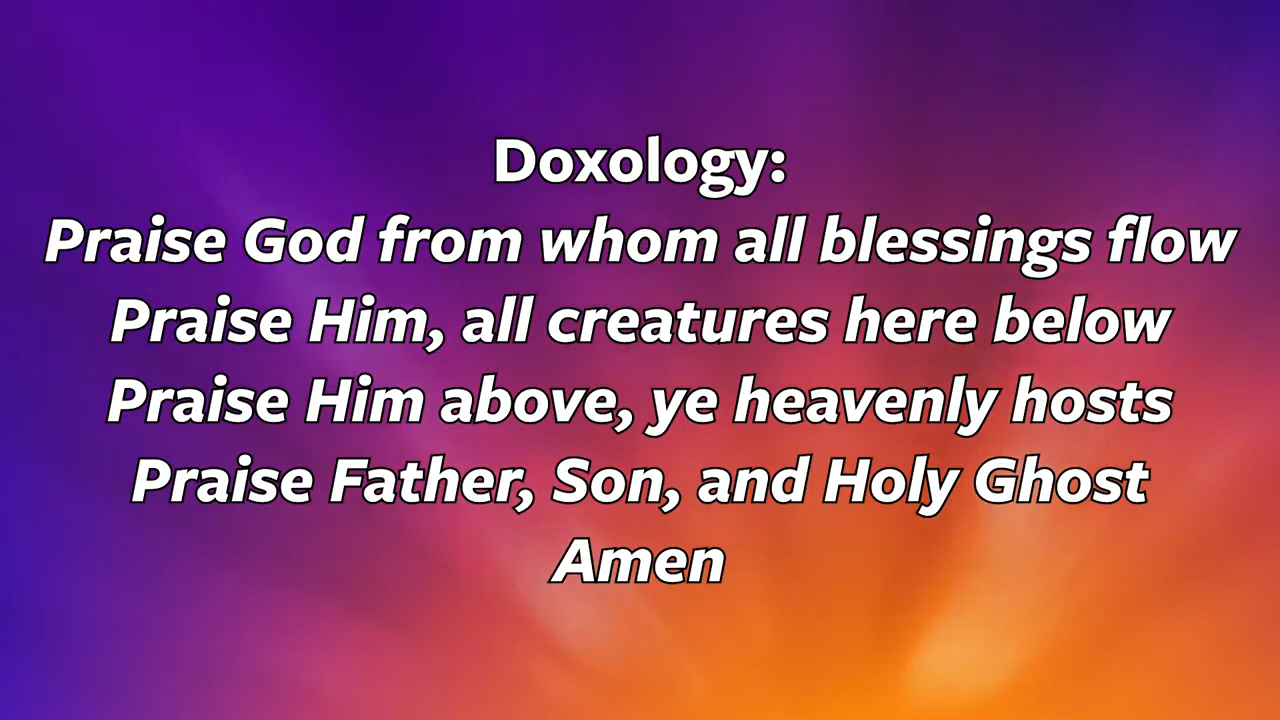 Doxology:
Praise God from whom all blessings flow
Praise Him, all creatures here below
Praise Him above, ye heavenly hosts
Praise Father, Son, and Holy Ghost
Amen